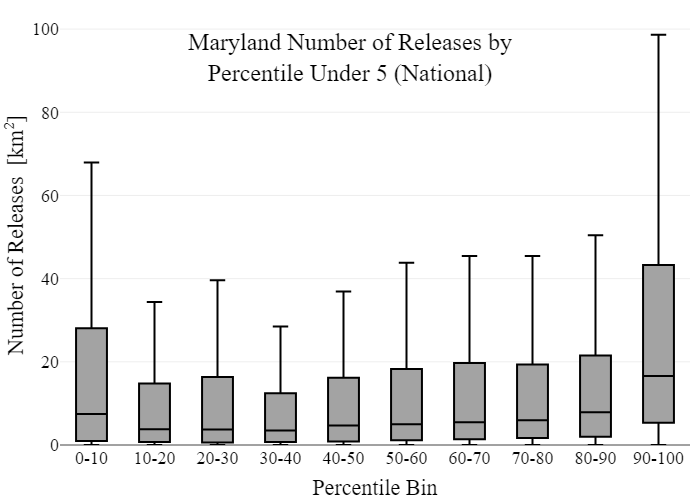 Maryland Number of Releases by
Percentile Under 5 (National)
Number of Releases [km²]
100
80
60
40
20
0
0-10 10-20 20-30 30-40 40-50 50-60 60-70 70-80 80-90 90-100
Percentile Bin